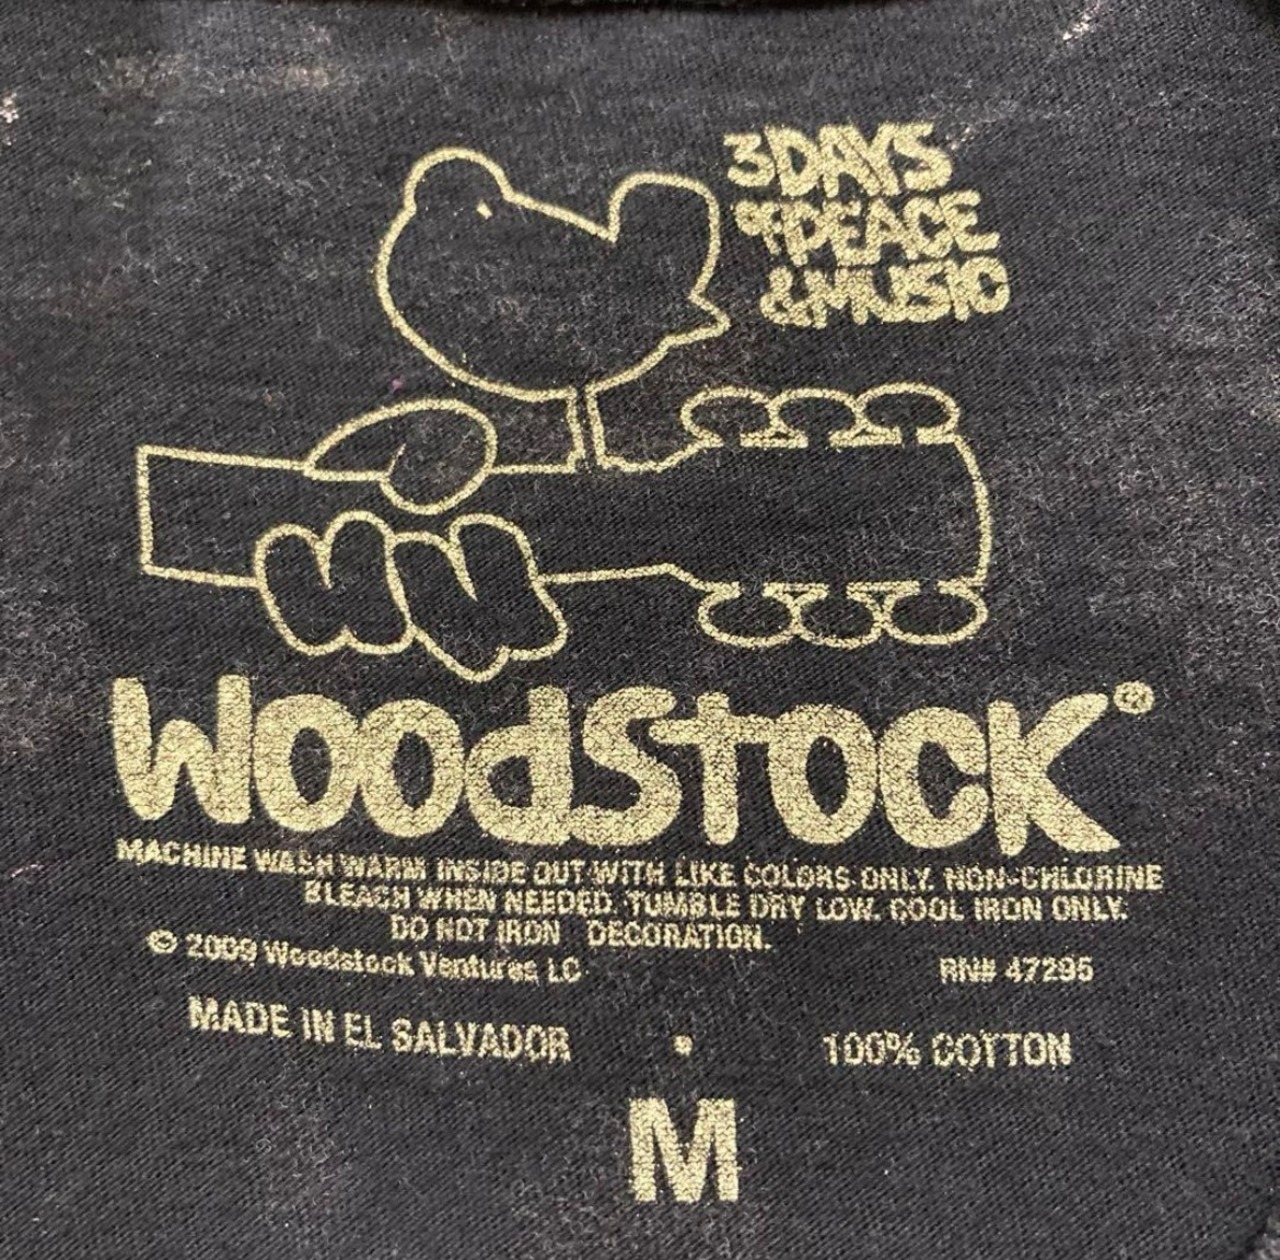 3 DAYS
OF PEACE
& MUSIC
WOODSTOCK®
MACHINE WASH WARM INSIDE OUT WITH LIKE COLORS ONLY. NON-CHLORINE
BLEACH WHEN NEEDED. TUMBLE DRY LOW. COOL IRON ONLY.
DO NOT IRON DECORATION.
© 2009 Woodstock Ventures LC RN# 47295
MADE IN EL SALVADOR • 100% COTTON
M